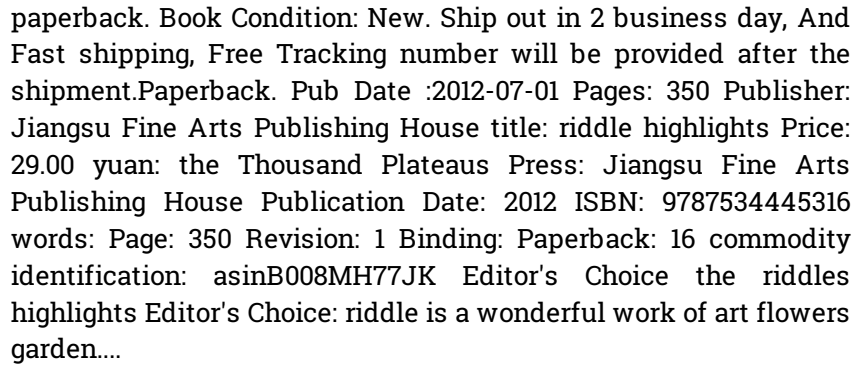 paperback. Book Condition: New. Ship out in 2 business day, And
Fast shipping, Free Tracking number will be provided after the
shipment.Paperback. Pub Date :2012-07-01 Pages: 350 Publisher:
Jiangsu Fine Arts Publishing House title: riddle highlights Price:
29.00 yuan: the Thousand Plateaus Press: Jiangsu Fine Arts
Publishing House Publication Date: 2012 ISBN: 9787534445316
words: Page: 350 Revision: 1 Binding: Paperback: 16 commodity
identification: asinB008MH77JK Editor's Choice the riddles
highlights Editor's Choice: riddle is a wonderful work of art flowers
garden....